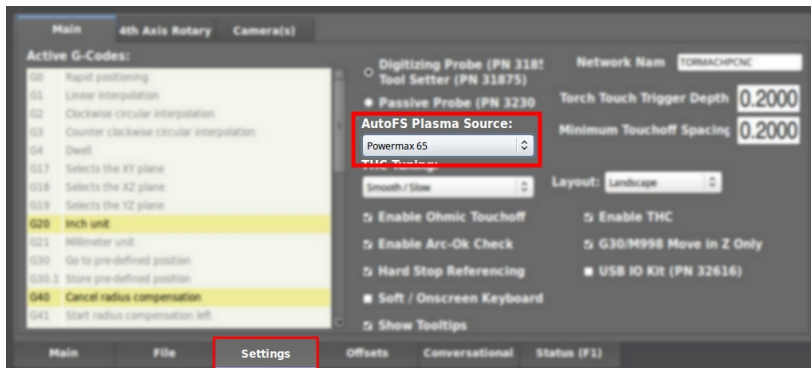 Main 4th Axis Rotary Camera(s)
Active G-Codes:
G0 Rapid positioning
G1 Linear interpolation
G2 Clockwise circular interpolation
G3 Counter clockwise circular interpolation
G4 Dwell
G17 Selects the XY plane
G18 Selects the XZ plane
G19 Selects the YZ plane
G20 Inch unit
G21 Millimeter unit
G30 Go to pre-defined position
G30.1 Store pre-defined position
G40 Cancel radius compensation
G41 Start radius compensation left
Digitizing Probe (PN 318
Tool Setter (PN 31875)
Passive Probe (PN 3230
AutoFS Plasma Source:
Powermax 65
THC Tuning:
Smooth / Slow
Enable Ohmic Touchoff
Enable Arc-Ok Check
Hard Stop Referencing
Soft / Onscreen Keyboard
Show Tooltips
Network Nam TORMACHPCNC
Torch Touch Trigger Depth 0.2000
Minimum Touchoff Spacing 0.2000
Layout: Landscape
Enable THC
G30/M998 Move in Z Only
USB IO Kit (PN 32616)
Main File Settings Offsets Conversational Status (F1)